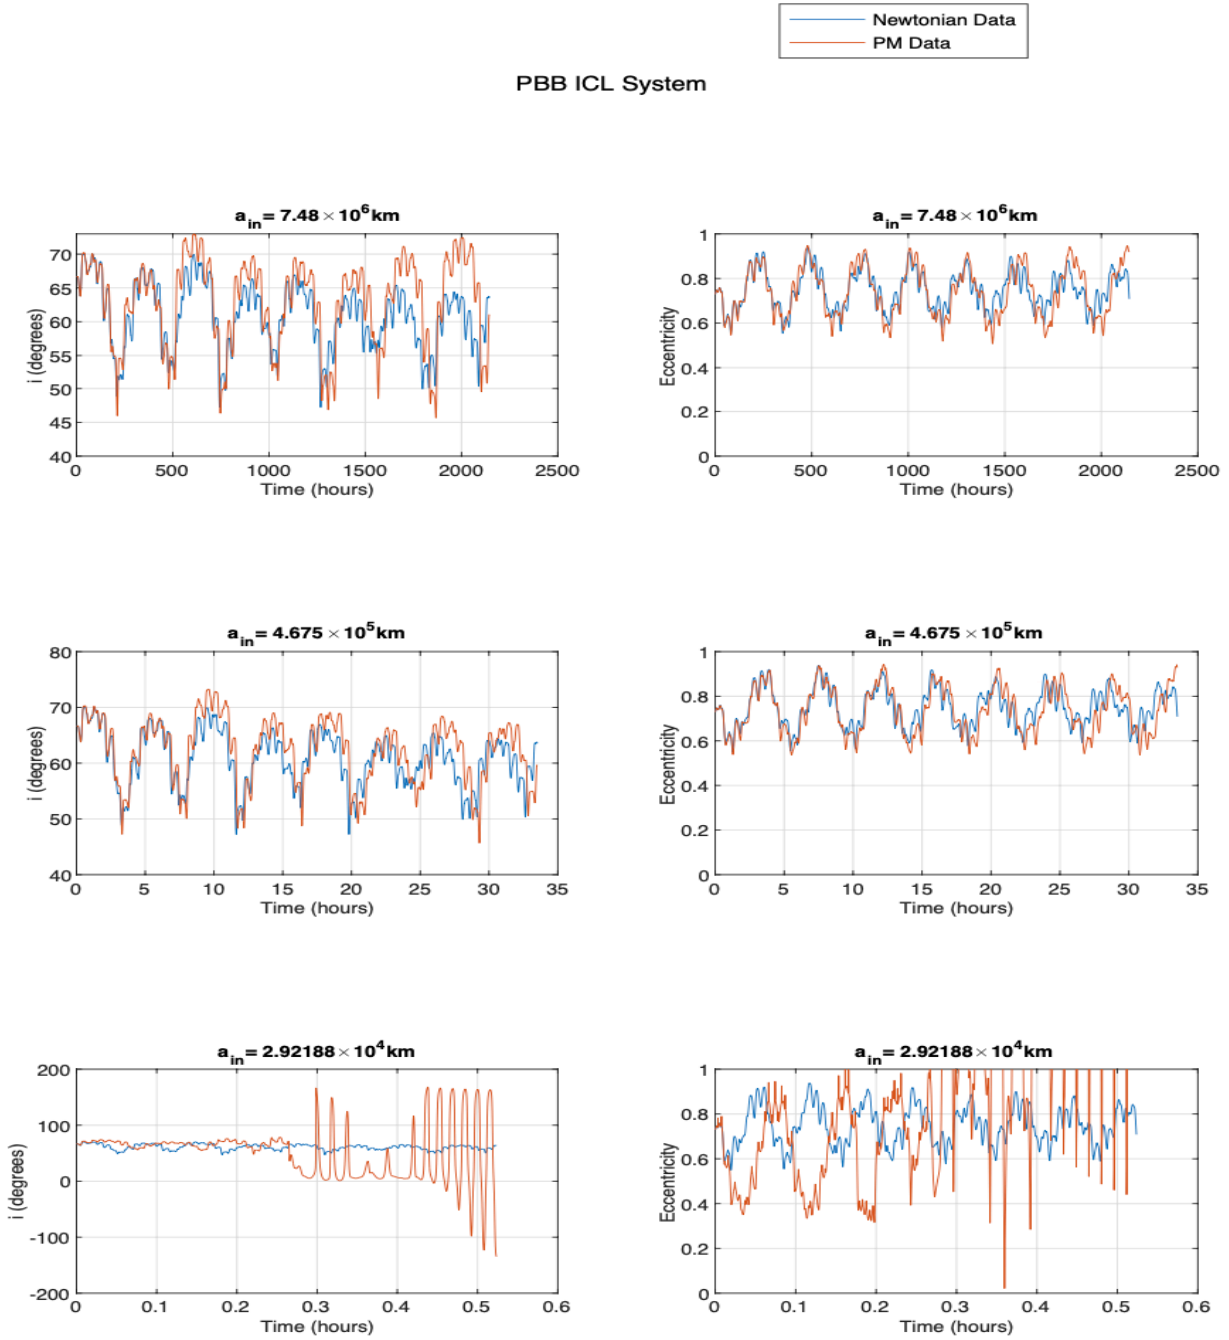 Newtonian Data
PM Data
PBB ICL System
a_in = 7.48 × 10^6 km
70
65
60
55
50
45
40
i (degrees)
0 500 1000 1500 2000 2500
Time (hours)
a_in = 7.48 × 10^6 km
1
0.8
0.6
0.4
0.2
0
Eccentricity
0 500 1000 1500 2000 2500
Time (hours)
a_in = 4.675 × 10^5 km
80
70
60
50
40
i (degrees)
0 5 10 15 20 25 30 35
Time (hours)
a_in = 4.675 × 10^5 km
1
0.8
0.6
0.4
0.2
0
Eccentricity
0 5 10 15 20 25 30 35
Time (hours)
a_in = 2.92188 × 10^4 km
200
100
0
-100
-200
i (degrees)
0 0.1 0.2 0.3 0.4 0.5 0.6
Time (hours)
a_in = 2.92188 × 10^4 km
1
0.8
0.6
0.4
0.2
0
Eccentricity
0 0.1 0.2 0.3 0.4 0.5 0.6
Time (hours)